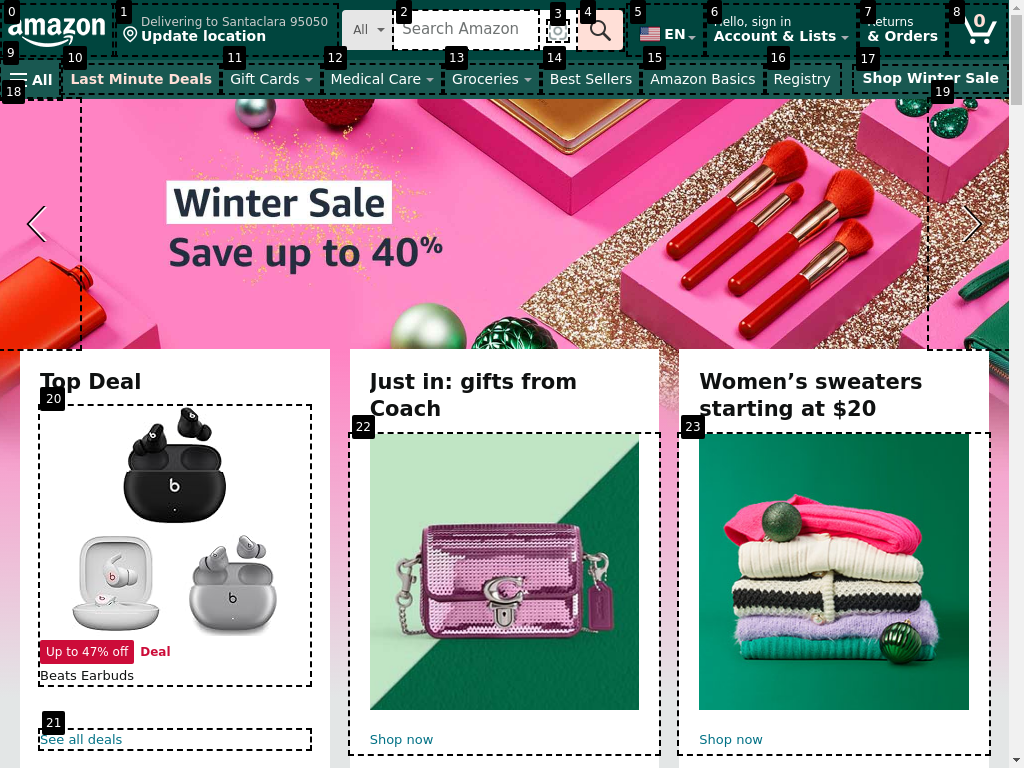 0
1
2
3
4
5
6
7
8
amazon
Delivering to Santaclara 95050
Update location
All
Search Amazon
EN
Hello, sign in
Account & Lists
Returns
& Orders
0
9
10
11
12
13
14
15
16
17
All
Last Minute Deals
Gift Cards
Medical Care
Groceries
Best Sellers
Amazon Basics
Registry
Shop Winter Sale
18
19
Winter Sale
Save up to 40%
Top Deal
20
Up to 47% off
Deal
Beats Earbuds
21
See all deals
Just in: gifts from
Coach
22
Shop now
Women’s sweaters
starting at $20
23
Shop now